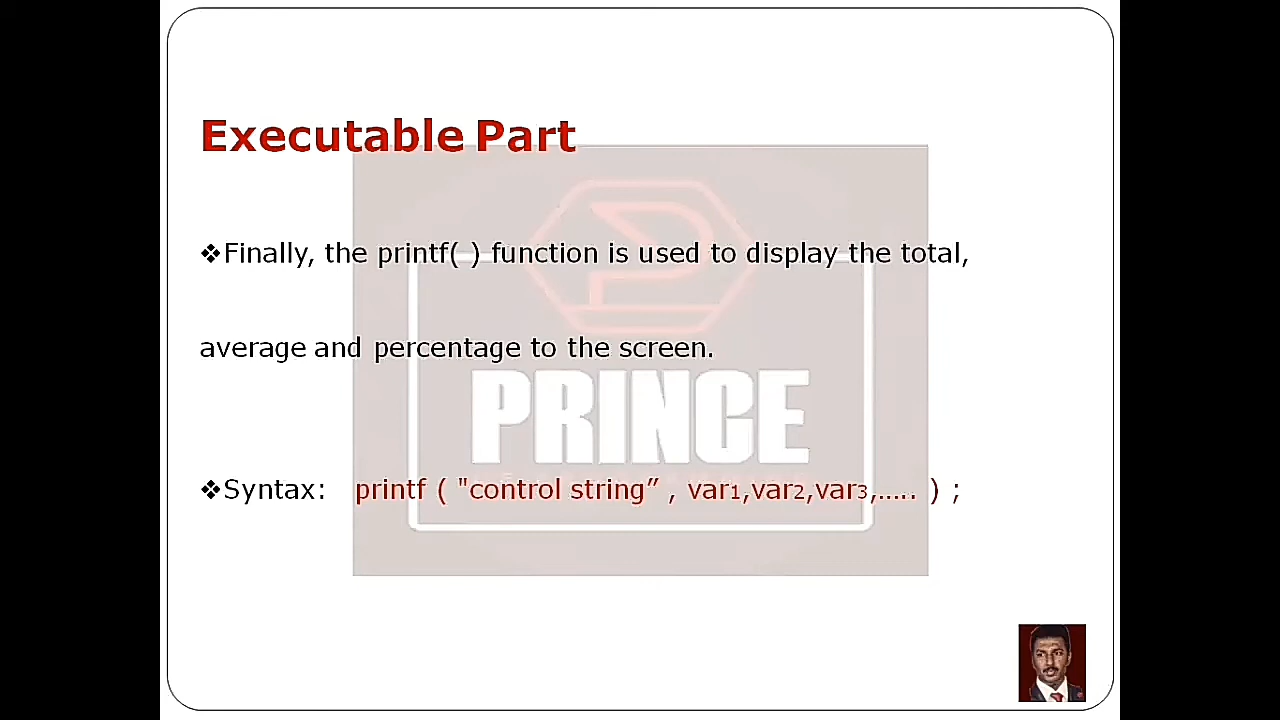 Executable Part
❖Finally, the printf( ) function is used to display the total,
average and percentage to the screen.
PRINCE
❖Syntax: printf ( "control string” , var1,var2,var3,….. ) ;